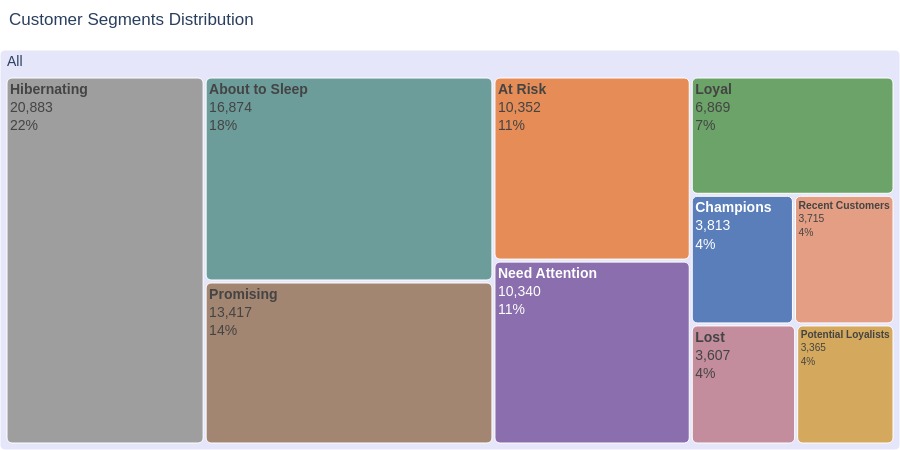 Customer Segments Distribution
All
Hibernating
20,883
22%
About to Sleep
16,874
18%
Promising
13,417
14%
At Risk
10,352
11%
Need Attention
10,340
11%
Loyal
6,869
7%
Champions
3,813
4%
Recent Customers
3,715
4%
Lost
3,607
4%
Potential Loyalists
3,365
4%